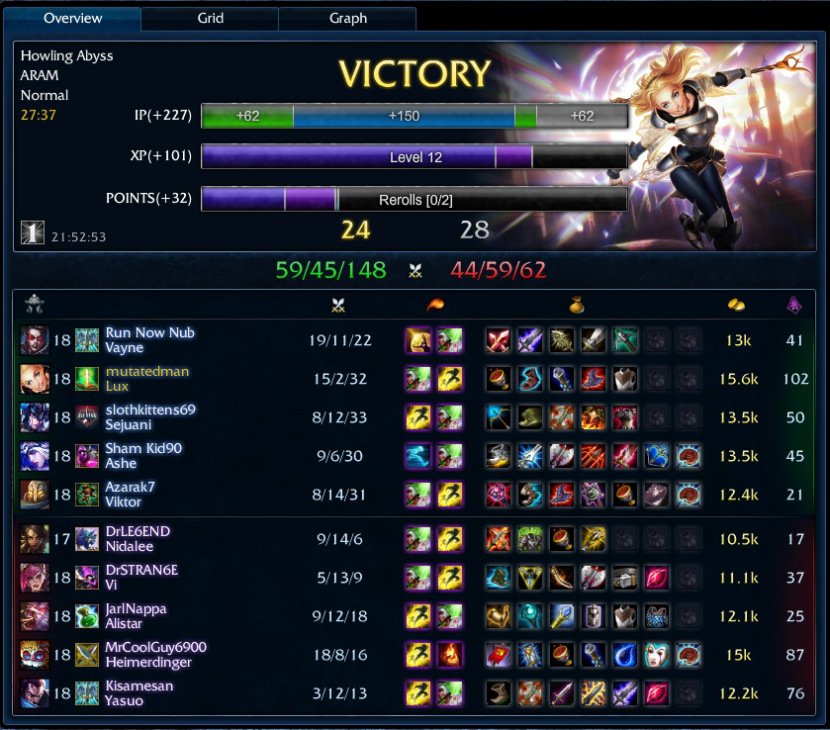 Overview Grid Graph
Howling Abyss
ARAM
Normal
27:37
VICTORY
IP(+227) +62 +150 +62
XP(+101) Level 12
POINTS(+32) Rerolls [0/2]
1 21:52:53
24 28
59/45/148 44/59/62
18 Run Now Nub 19/11/22 13k 41
Vayne
18 mutatedman 15/2/32 15.6k 102
Lux
18 slothkittens69 8/12/33 13.5k 50
Sejuani
18 Sham Kid90 9/6/30 13.5k 45
Ashe
18 Azarak7 8/14/31 12.4k 21
Viktor
17 DrLE6END 9/14/6 10.5k 17
Nidalee
18 DrSTRAN6E 5/13/9 11.1k 37
Vi
18 JarlNappa 9/12/18 12.1k 25
Alistar
18 MrCoolGuy6900 18/8/16 15k 87
Heimerdinger
18 Kisamesan 3/12/13 12.2k 76
Yasuo